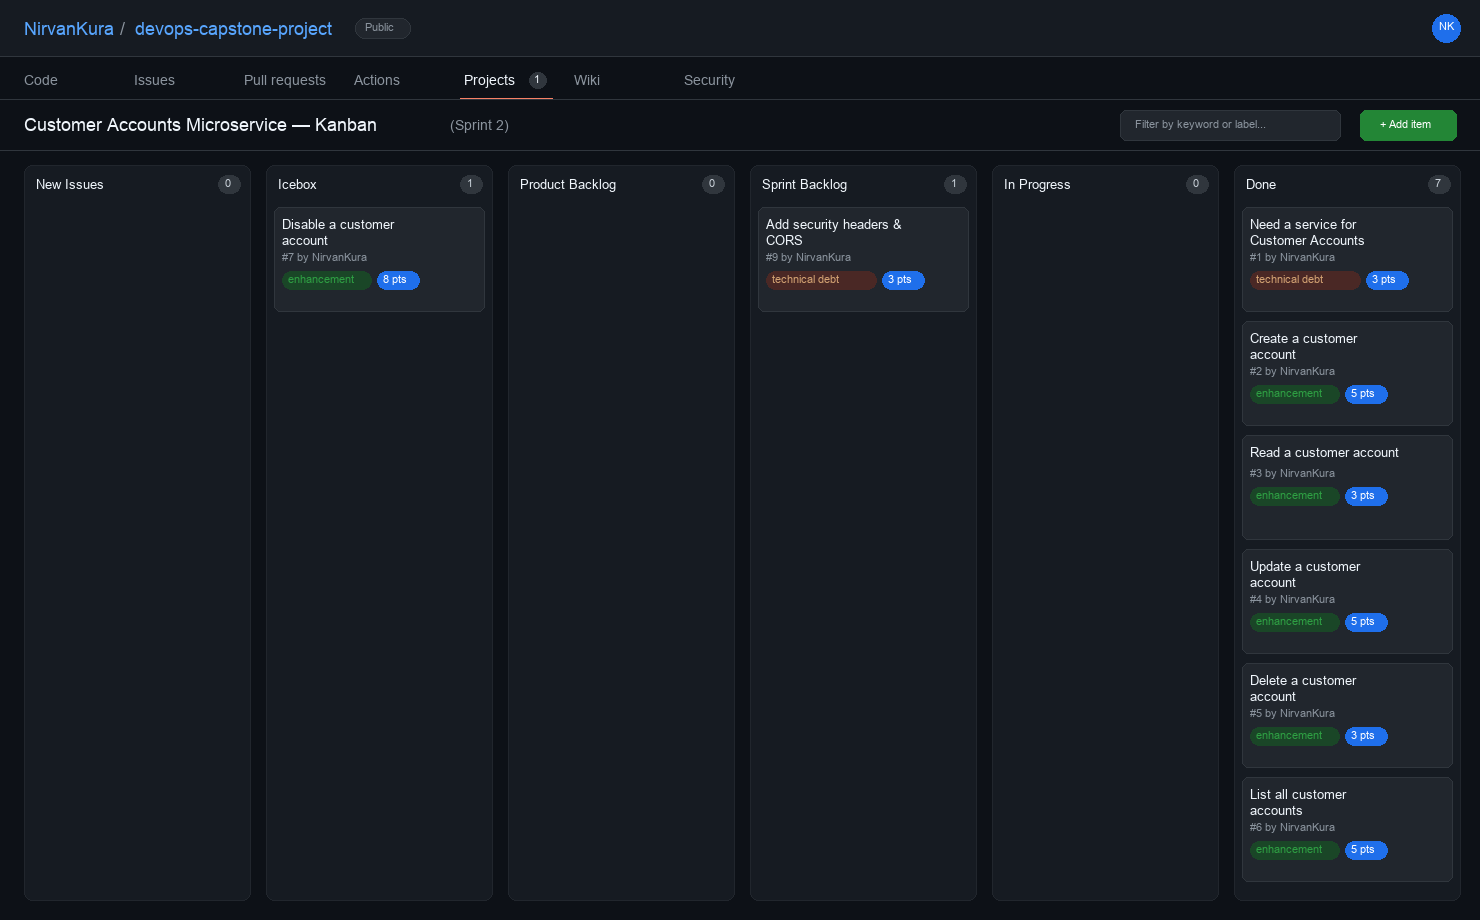 NirvanKura / devops-capstone-project Public NK
Code Issues Pull requests Actions Projects 1 Wiki Security
Customer Accounts Microservice — Kanban (Sprint 2) Filter by keyword or label... + Add item
New Issues 0
Icebox 1
Disable a customer
account
#7 by NirvanKura
enhancement 8 pts
Product Backlog 0
Sprint Backlog 1
Add security headers &
CORS
#9 by NirvanKura
technical debt 3 pts
In Progress 0
Done 7
Need a service for
Customer Accounts
#1 by NirvanKura
technical debt 3 pts
Create a customer
account
#2 by NirvanKura
enhancement 5 pts
Read a customer account
#3 by NirvanKura
enhancement 3 pts
Update a customer
account
#4 by NirvanKura
enhancement 5 pts
Delete a customer
account
#5 by NirvanKura
enhancement 3 pts
List all customer
accounts
#6 by NirvanKura
enhancement 5 pts